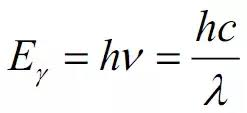 E_γ = hν = hc/λ